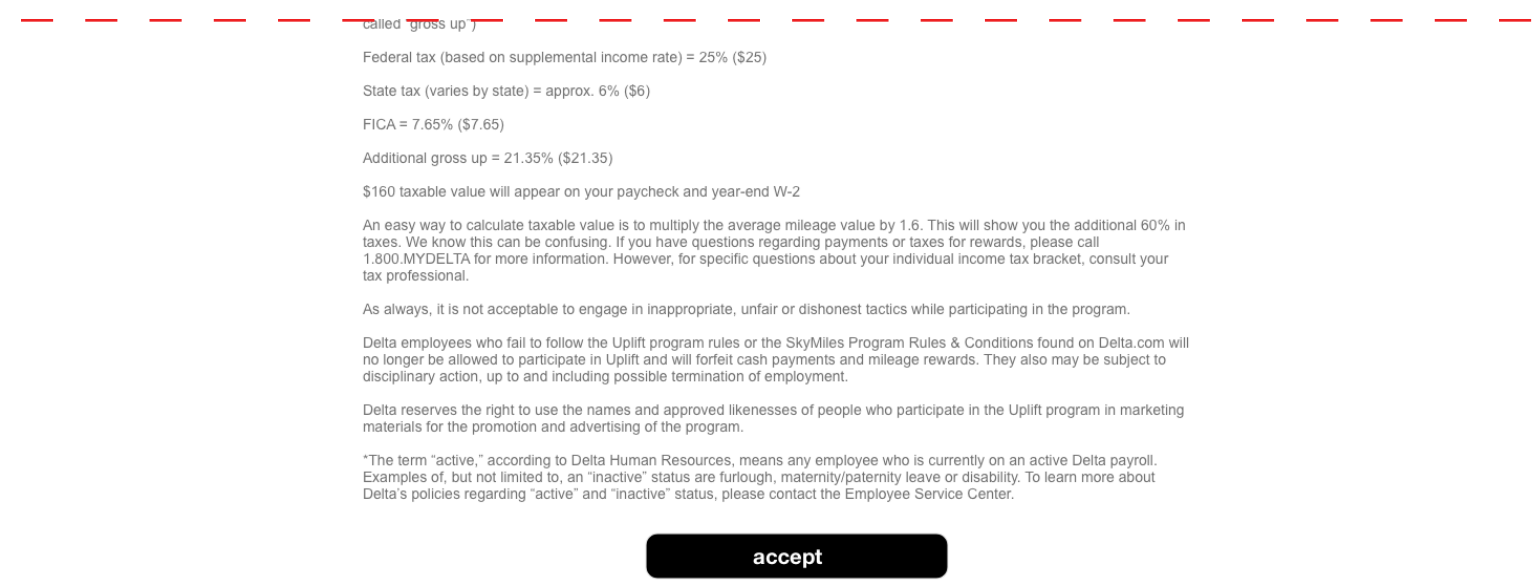 called "gross up")
Federal tax (based on supplemental income rate) = 25% ($25)
State tax (varies by state) = approx. 6% ($6)
FICA = 7.65% ($7.65)
Additional gross up = 21.35% ($21.35)
$160 taxable value will appear on your paycheck and year-end W-2
An easy way to calculate taxable value is to multiply the average mileage value by 1.6. This will show you the additional 60% in
taxes. We know this can be confusing. If you have questions regarding payments or taxes for rewards, please call
1.800.MYDELTA for more information. However, for specific questions about your individual income tax bracket, consult your
tax professional.
As always, it is not acceptable to engage in inappropriate, unfair or dishonest tactics while participating in the program.
Delta employees who fail to follow the Uplift program rules or the SkyMiles Program Rules & Conditions found on Delta.com will
no longer be allowed to participate in Uplift and will forfeit cash payments and mileage rewards. They also may be subject to
disciplinary action, up to and including possible termination of employment.
Delta reserves the right to use the names and approved likenesses of people who participate in the Uplift program in marketing
materials for the promotion and advertising of the program.
*The term “active,” according to Delta Human Resources, means any employee who is currently on an active Delta payroll.
Examples of, but not limited to, an “inactive” status are furlough, maternity/paternity leave or disability. To learn more about
Delta’s policies regarding “active” and “inactive” status, please contact the Employee Service Center.
accept